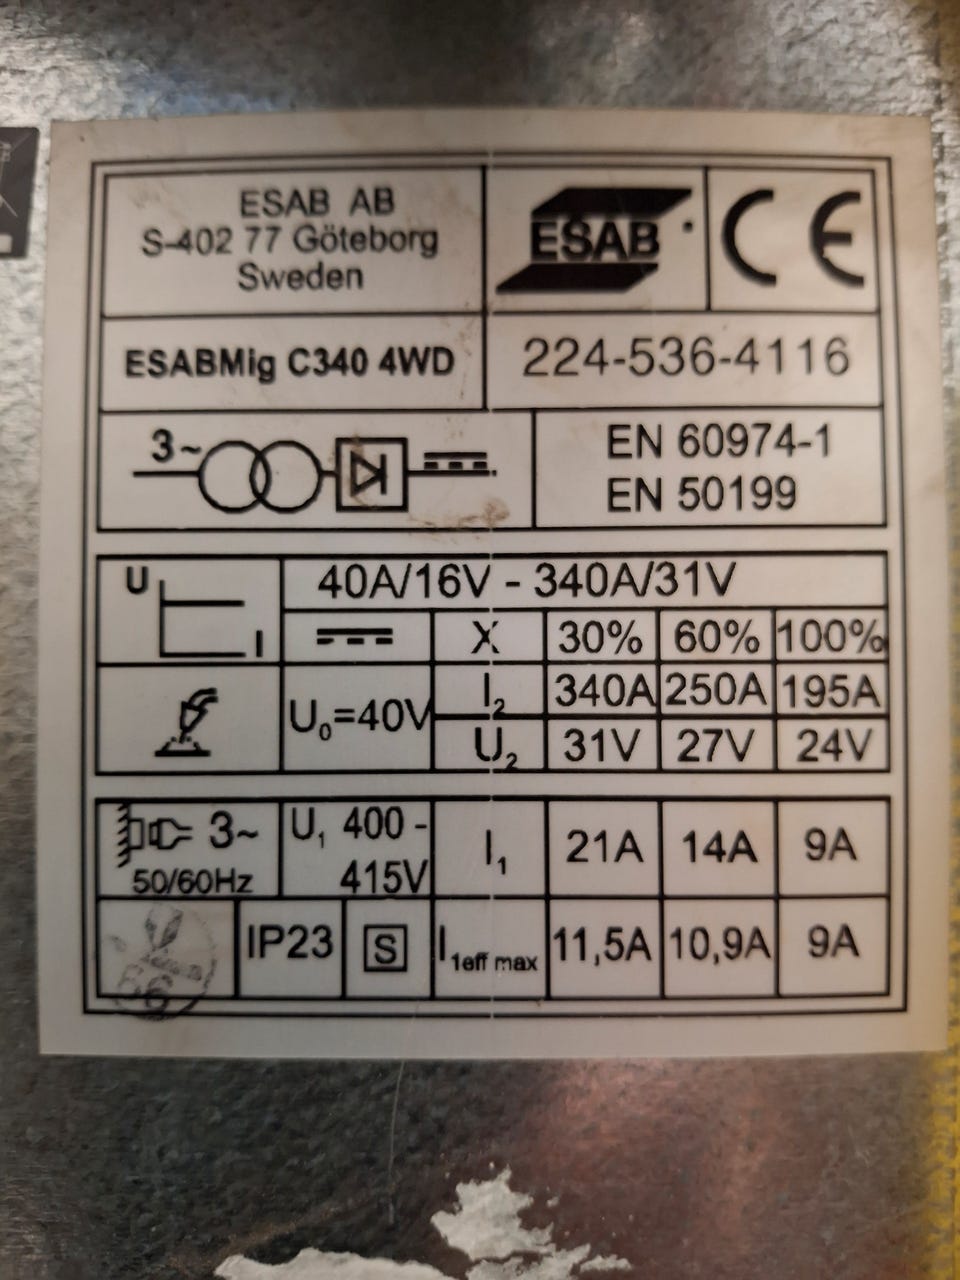 ESAB AB
S-402 77 Göteborg
Sweden
ESAB
CE
ESABMig C340 4WD
224-536-4116
3~
EN 60974-1
EN 50199
U
I
40A/16V - 340A/31V
X 30% 60% 100%
U₀=40V
I₂ 340A 250A 195A
U₂ 31V 27V 24V
3~
50/60Hz
U₁ 400 -
415V
I₁ 21A 14A 9A
IP23
S
I₁eff max 11,5A 10,9A 9A